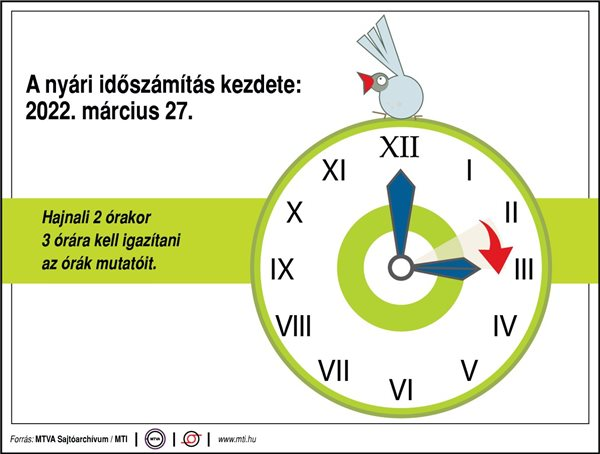 A nyári időszámítás kezdete:
2022. március 27.
Hajnali 2 órakor
3 órára kell igazítani
az órák mutatóit.
XII
I
II
III
IV
V
VI
VII
VIII
IX
X
XI
Forrás: MTVA Sajtóarchívum / MTI | MTVA | | www.mti.hu